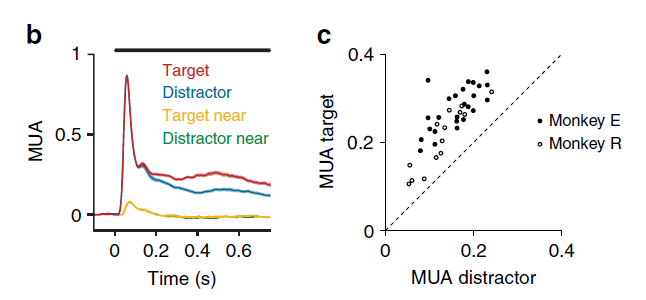 b
MUA
1
0.5
0
Target
Distractor
Target near
Distractor near
0 0.2 0.4 0.6
Time (s)
c
MUA target
0.4
0.2
0
Monkey E
Monkey R
0 0.2 0.4
MUA distractor